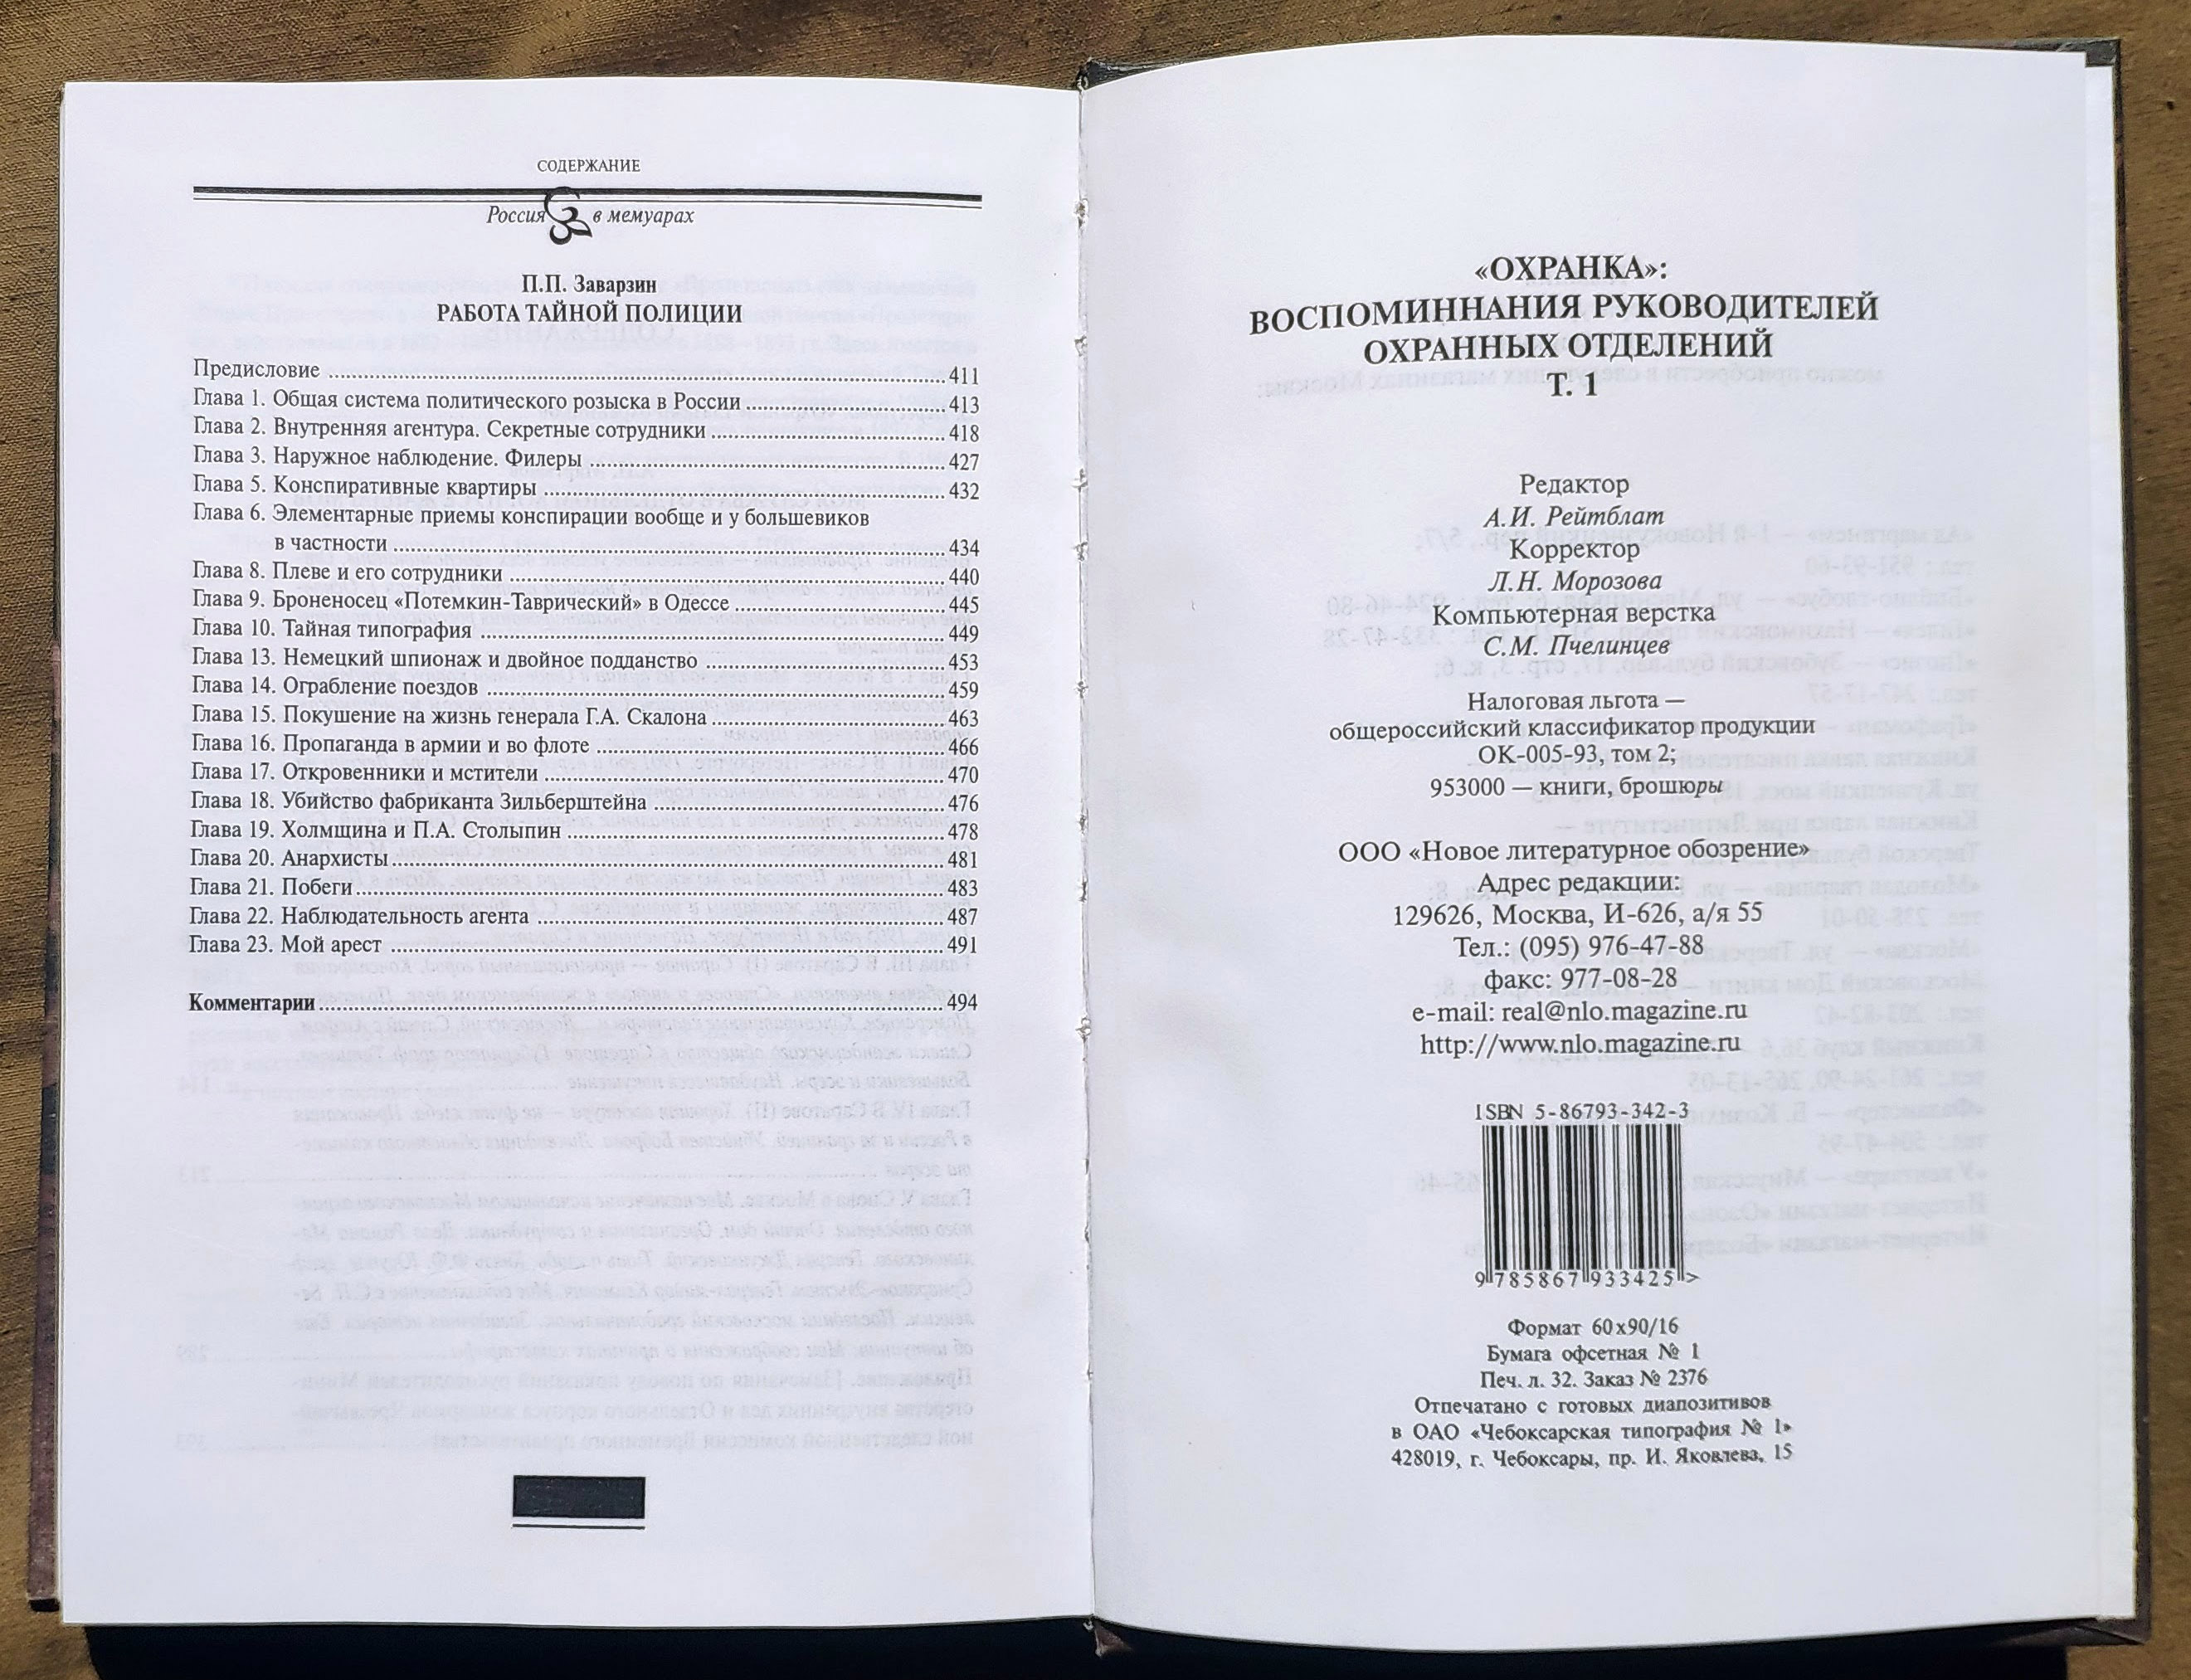 СОДЕРЖАНИЕ
Россия в мемуарах
П.П. Заварзин
РАБОТА ТАЙНОЙ ПОЛИЦИИ
Предисловие ... 411
Глава 1. Общая система политического розыска в России ... 413
Глава 2. Внутренняя агентура. Секретные сотрудники ... 418
Глава 3. Наружное наблюдение. Филеры ... 427
Глава 5. Конспиративные квартиры ... 432
Глава 6. Элементарные приемы конспирации вообще и у большевиков
в частности ... 434
Глава 8. Плеве и его сотрудники ... 440
Глава 9. Броненосец «Потемкин-Таврический» в Одессе ... 445
Глава 10. Тайная типография ... 449
Глава 13. Немецкий шпионаж и двойное подданство ... 453
Глава 14. Ограбление поездов ... 459
Глава 15. Покушение на жизнь генерала Г.А. Скалона ... 463
Глава 16. Пропаганда в армии и во флоте ... 466
Глава 17. Откровенники и мстители ... 470
Глава 18. Убийство фабриканта Зильберштейна ... 476
Глава 19. Холмщина и П.А. Столыпин ... 478
Глава 20. Анархисты ... 481
Глава 21. Побеги ... 483
Глава 22. Наблюдательность агента ... 487
Глава 23. Мой арест ... 491
Комментарии ... 494
«ОХРАНКА»:
ВОСПОМИННАНИЯ РУКОВОДИТЕЛЕЙ
ОХРАННЫХ ОТДЕЛЕНИЙ
Т. 1
Редактор
А.И. Рейтблат
Корректор
Л.Н. Морозова
Компьютерная верстка
С.М. Пчелинцев
Налоговая льгота —
общероссийский классификатор продукции
ОК-005-93, том 2;
953000 — книги, брошюры
ООО «Новое литературное обозрение»
Адрес редакции:
129626, Москва, И-626, а/я 55
Тел.: (095) 976-47-88
факс: 977-08-28
e-mail: real@nlo.magazine.ru
http://www.nlo.magazine.ru
ISBN 5-86793-342-3
9 785867 933425 >
Формат 60х90/16
Бумага офсетная № 1
Печ. л. 32. Заказ № 2376
Отпечатано с готовых диапозитивов
в ОАО «Чебоксарская типография № 1»
428019, г. Чебоксары, пр. И. Яковлева, 15